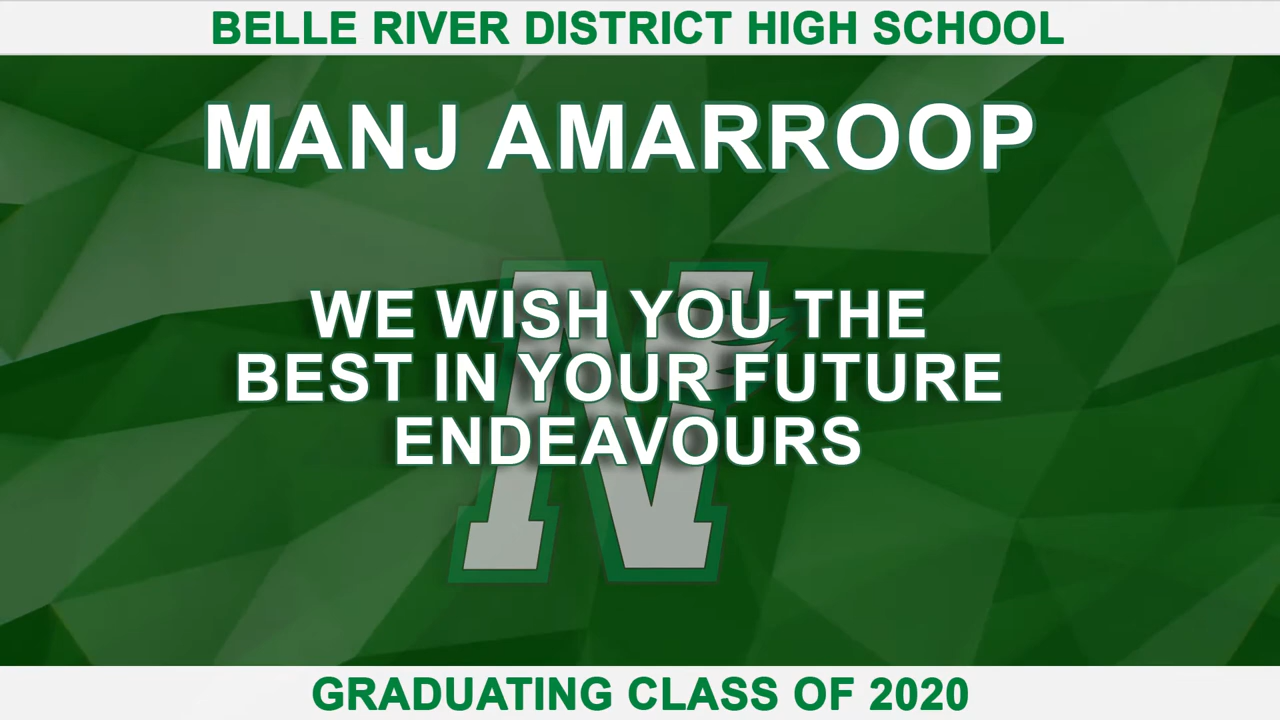 BELLE RIVER DISTRICT HIGH SCHOOL
MANJ AMARROOP
N
WE WISH YOU THE
BEST IN YOUR FUTURE
ENDEAVOURS
GRADUATING CLASS OF 2020